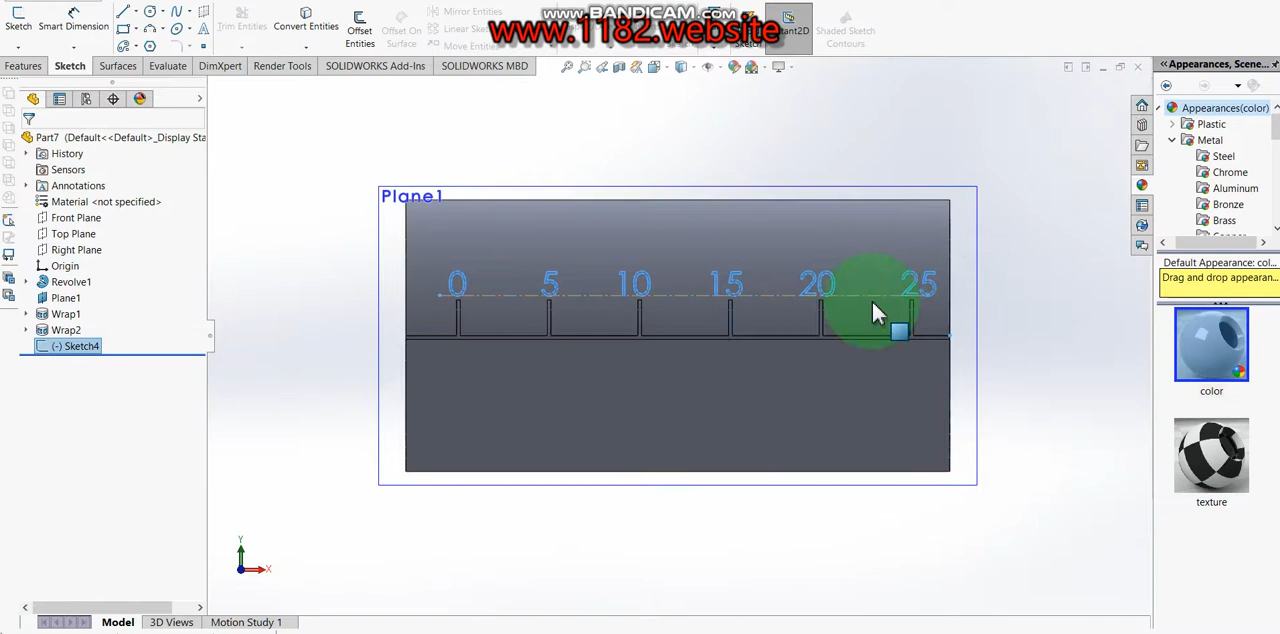 www.BANDICAM.com
www.1182.website
Sketch
Smart Dimension
Trim Entities
Convert Entities
Offset
Entities
Offset On
Surface
Mirror Entities
Move Entities
Shaded Sketch
Contours
Features
Sketch
Surfaces
Evaluate
DimXpert
Render Tools
SOLIDWORKS Add-Ins
SOLIDWORKS MBD
Appearances, Scene...
Part7 (Default<<Default>_Display Sta
History
Sensors
Annotations
Material <not specified>
Front Plane
Top Plane
Right Plane
Origin
Revolve1
Plane1
Wrap1
Wrap2
(-) Sketch4
Plane1
0 5 10 15 20 25
Y
X
Appearances(color)
Plastic
Metal
Steel
Chrome
Aluminum
Bronze
Brass
Default Appearance: col...
Drag and drop appearan...
color
texture
Model
3D Views
Motion Study 1